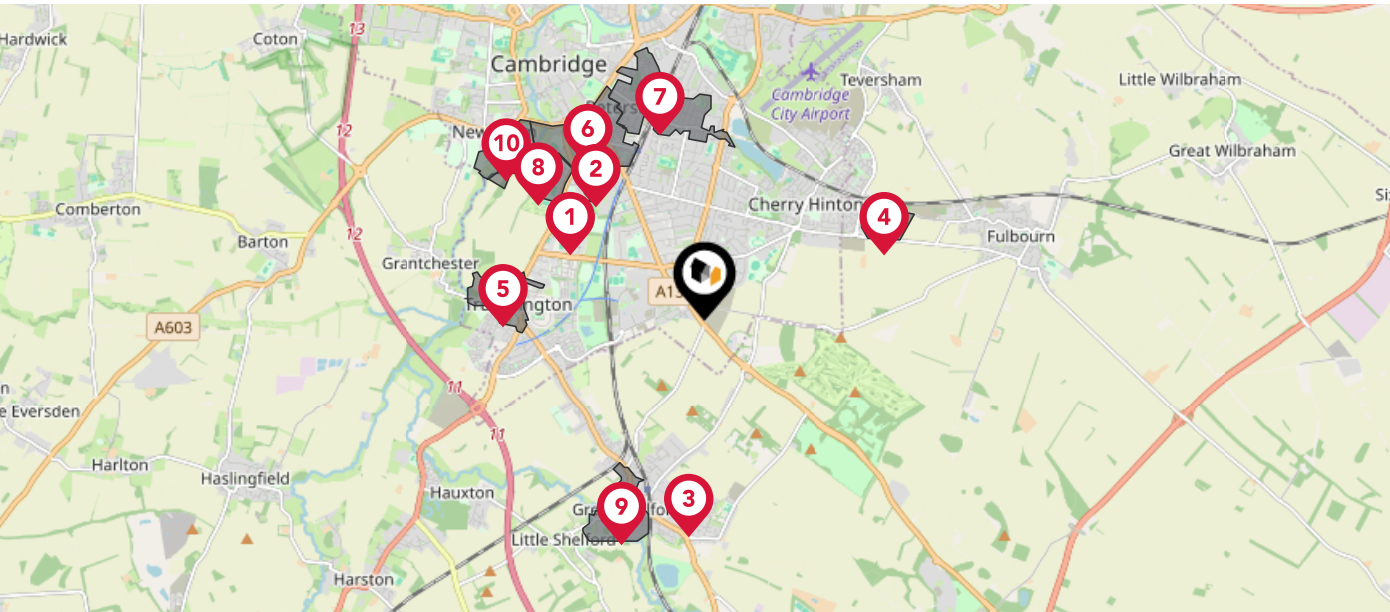 13
Hardwick
Coton
Cambridge
Teversham
Little Wilbraham
Cambridge
City Airport
7
12
6
10
8
2
Great Wilbraham
Comberton
Cherry Hinton
1
4
12
Barton
Fulbourn
Grantchester
5
A603
11
e Eversden
11
Harlton
Haslingfield
Hauxton
9
3
Little Shelford
Harston